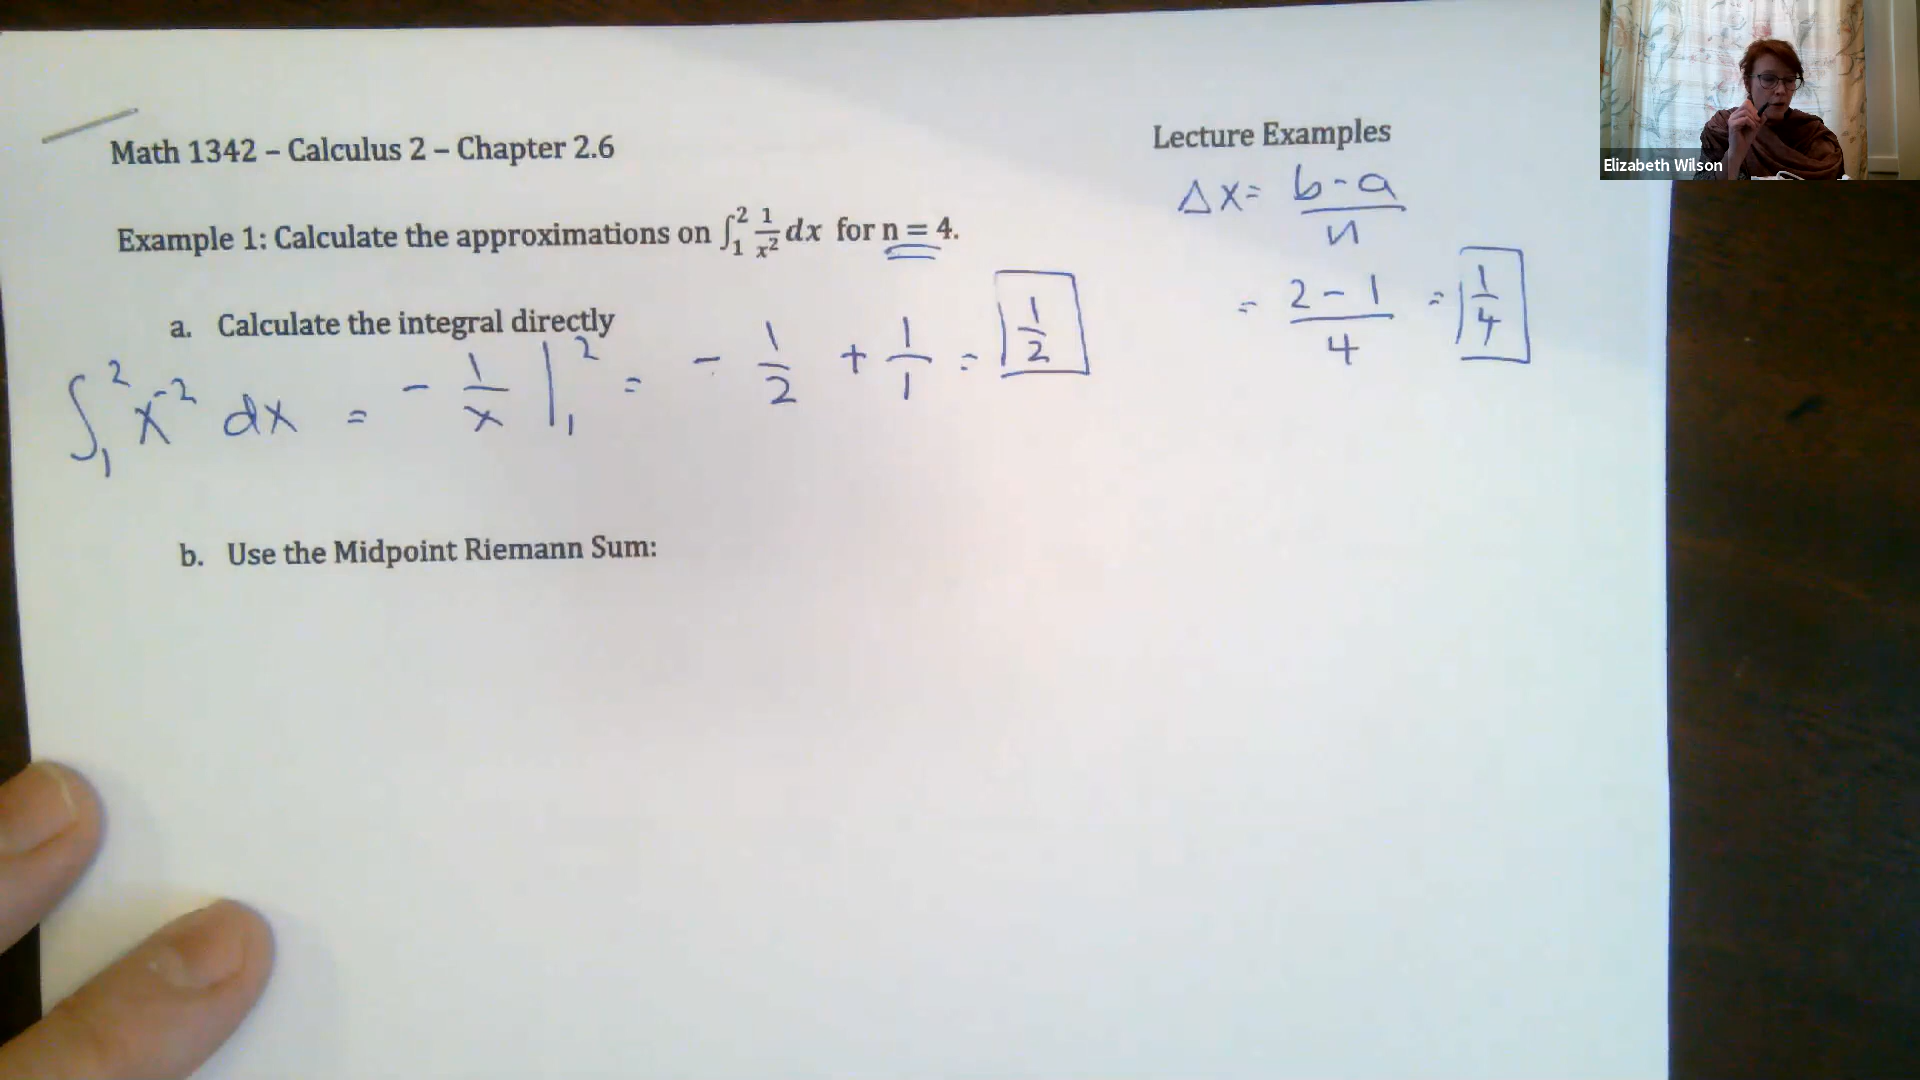 Math 1342 – Calculus 2 – Chapter 2.6
Lecture Examples
Δx = b-a / n
= 2-1 / 4 = 1/4
Example 1: Calculate the approximations on ∫₁² 1/x² dx for n = 4.
a. Calculate the integral directly
∫₁² x⁻² dx = - 1/x |₁² = - 1/2 + 1/1 = 1/2
b. Use the Midpoint Riemann Sum:
Elizabeth Wilson